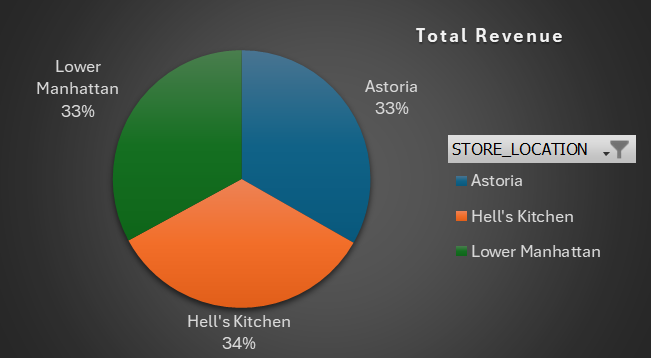 Total Revenue
Lower
Manhattan
33%
Astoria
33%
Hell's Kitchen
34%
STORE_LOCATION
Astoria
Hell's Kitchen
Lower Manhattan